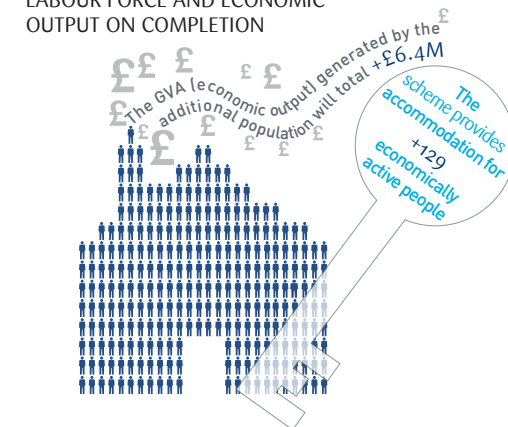 LABOUR FORCE AND ECONOMIC
OUTPUT ON COMPLETION
The GVA (economic output) generated by the
additional population will total +£6.4M
The
scheme provides
accommodation for
+129
economically
active people